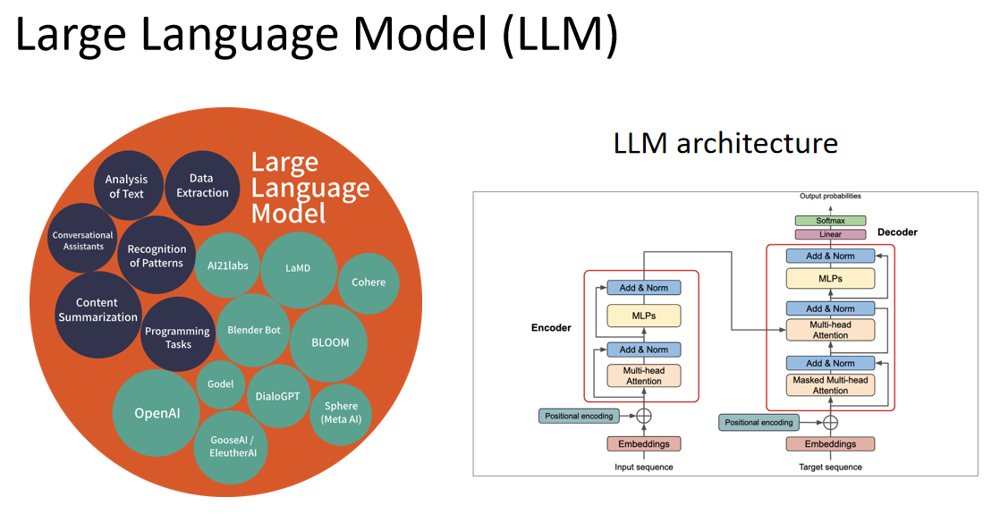 Large Language Model (LLM)
Large
Language
Model
Analysis
of Text
Data
Extraction
Conversational
Assistants
Recognition
of Patterns
AI21labs
LaMD
Cohere
Content
Summarization
Programming
Tasks
Blender Bot
BLOOM
OpenAI
Godel
DialoGPT
Sphere
(Meta AI)
GooseAI /
EleutherAI
LLM architecture
Output probabilities
Softmax
Linear
Decoder
Add & Norm
MLPs
Add & Norm
Multi-head
Attention
Add & Norm
Masked Multi-head
Attention
Positional encoding
Embeddings
Target sequence
Encoder
Add & Norm
MLPs
Add & Norm
Multi-head
Attention
Positional encoding
Embeddings
Input sequence